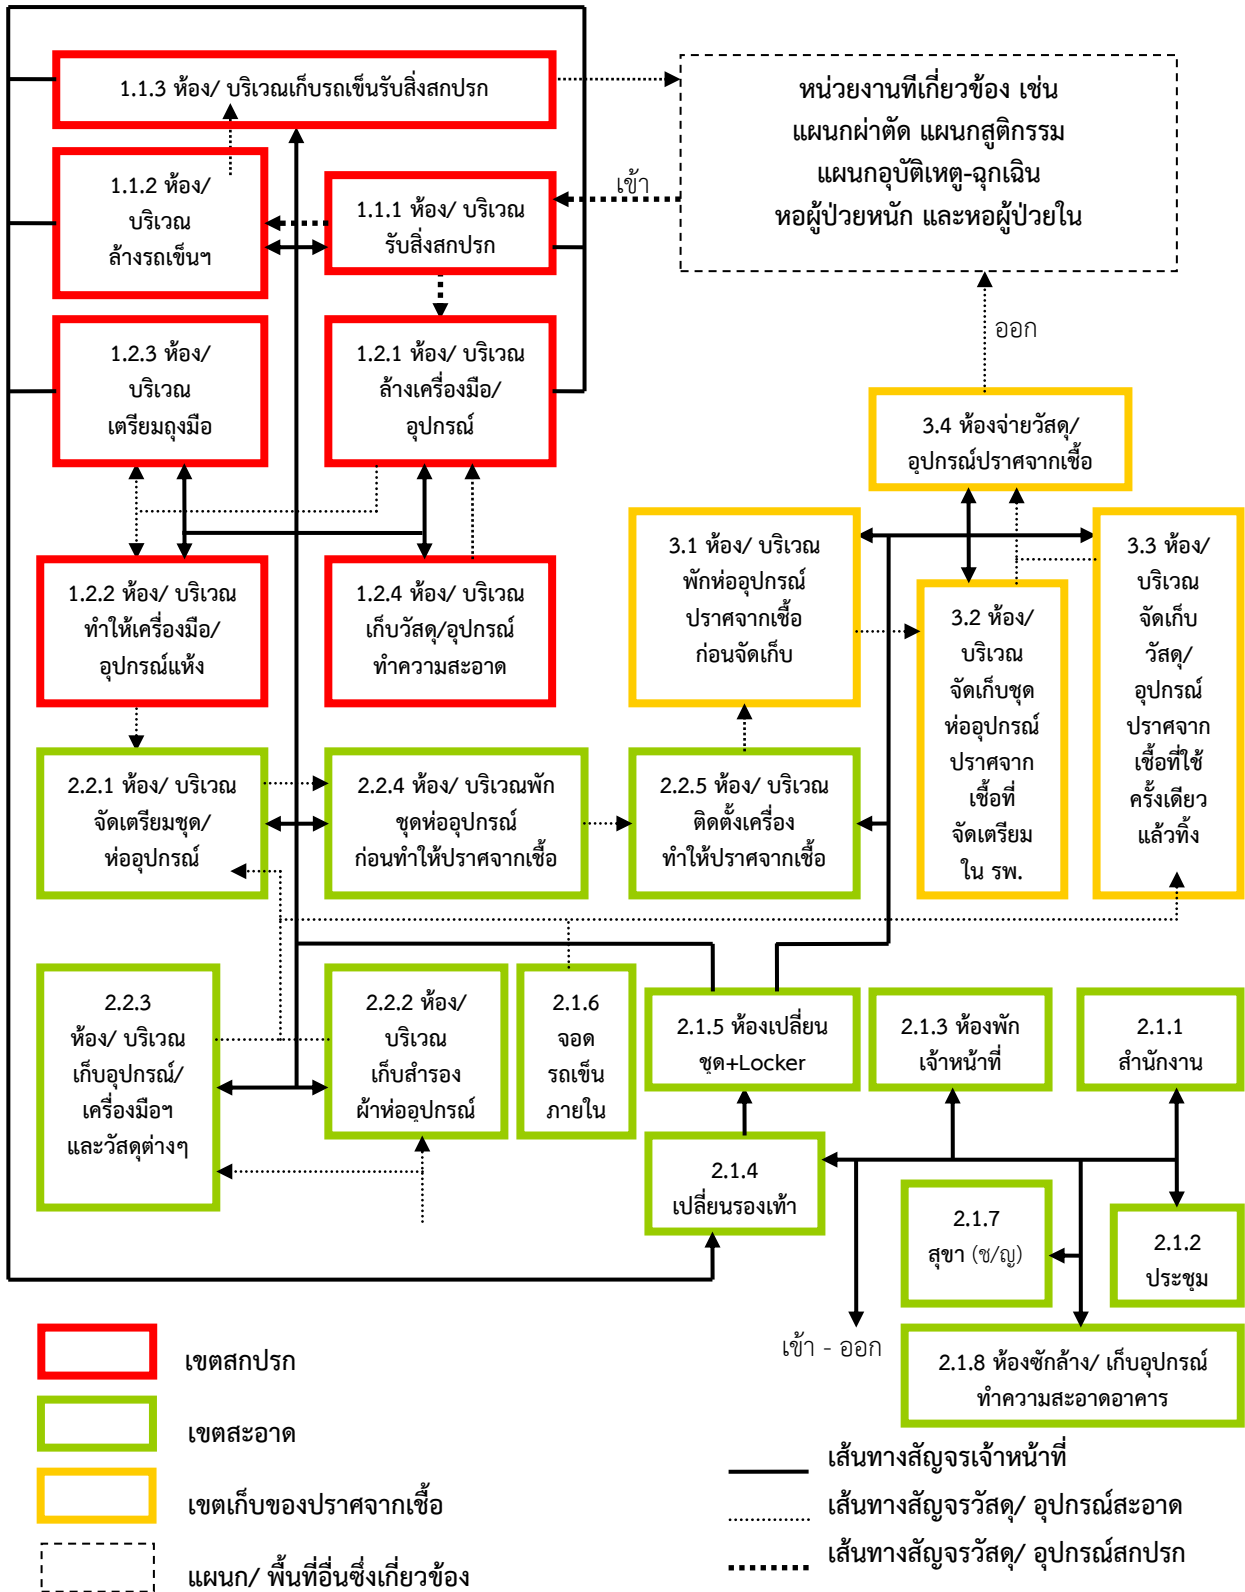 1.1.3 ห้อง/ บริเวณเก็บรถเข็นรับสิ่งสกปรก
หน่วยงานที่เกี่ยวข้อง เช่น
แผนกผ่าตัด แผนกสูติกรรม
แผนกอุบัติเหตุ-ฉุกเฉิน
หอผู้ป่วยหนัก และหอผู้ป่วยใน
เข้า
1.1.2 ห้อง/
บริเวณ
ล้างรถเข็นฯ
1.1.1 ห้อง/ บริเวณ
รับสิ่งสกปรก
ออก
1.2.3 ห้อง/
บริเวณ
เตรียมถุงมือ
1.2.1 ห้อง/ บริเวณ
ล้างเครื่องมือ/
อุปกรณ์
3.4 ห้องจ่ายวัสดุ/
อุปกรณ์ปราศจากเชื้อ
1.2.2 ห้อง/ บริเวณ
ทำให้เครื่องมือ/
อุปกรณ์แห้ง
1.2.4 ห้อง/ บริเวณ
เก็บวัสดุ/อุปกรณ์
ทำความสะอาด
3.1 ห้อง/ บริเวณ
พักห่ออุปกรณ์
ปราศจากเชื้อ
ก่อนจัดเก็บ
3.2 ห้อง/
บริเวณ
จัดเก็บชุด
ห่ออุปกรณ์
ปราศจาก
เชื้อที่
จัดเตรียม
ใน รพ.
3.3 ห้อง/
บริเวณ
จัดเก็บ
วัสดุ/
อุปกรณ์
ปราศจาก
เชื้อที่ใช้
ครั้งเดียว
แล้วทิ้ง
2.2.1 ห้อง/ บริเวณ
จัดเตรียมชุด/
ห่ออุปกรณ์
2.2.4 ห้อง/ บริเวณพัก
ชุดห่ออุปกรณ์
ก่อนทำให้ปราศจากเชื้อ
2.2.5 ห้อง/ บริเวณ
ติดตั้งเครื่อง
ทำให้ปราศจากเชื้อ
2.2.3
ห้อง/ บริเวณ
เก็บอุปกรณ์/
เครื่องมือฯ
และวัสดุต่างๆ
2.2.2 ห้อง/
บริเวณ
เก็บสำรอง
ผ้าห่ออุปกรณ์
2.1.6
จอด
รถเข็น
ภายใน
2.1.5 ห้องเปลี่ยน
ชุด+Locker
2.1.3 ห้องพัก
เจ้าหน้าที่
2.1.1
สำนักงาน
2.1.4
เปลี่ยนรองเท้า
2.1.7
สุขา (ช/ญ)
2.1.2
ประชุม
เข้า - ออก
2.1.8 ห้องซักล้าง/ เก็บอุปกรณ์
ทำความสะอาดอาคาร
เขตสกปรก
เขตสะอาด
เขตเก็บของปราศจากเชื้อ
แผนก/ พื้นที่อื่นซึ่งเกี่ยวข้อง
เส้นทางสัญจรเจ้าหน้าที่
เส้นทางสัญจรวัสดุ/ อุปกรณ์สะอาด
เส้นทางสัญจรวัสดุ/ อุปกรณ์สกปรก